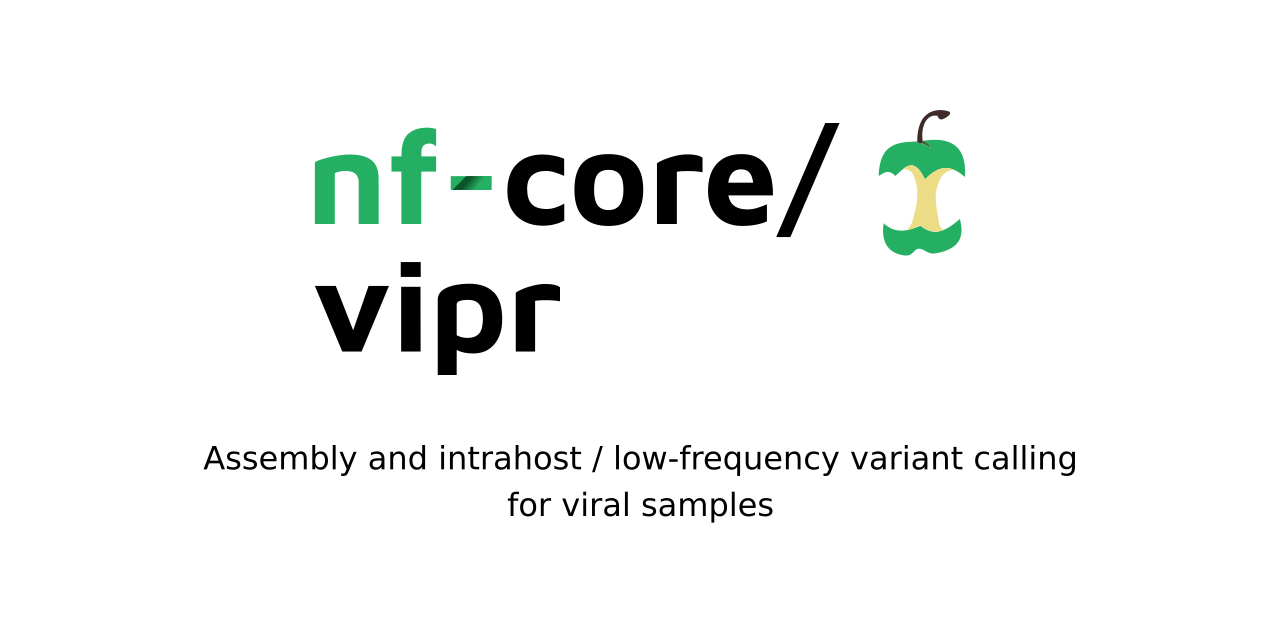 nf-core/
vipr
Assembly and intrahost / low-frequency variant calling
for viral samples